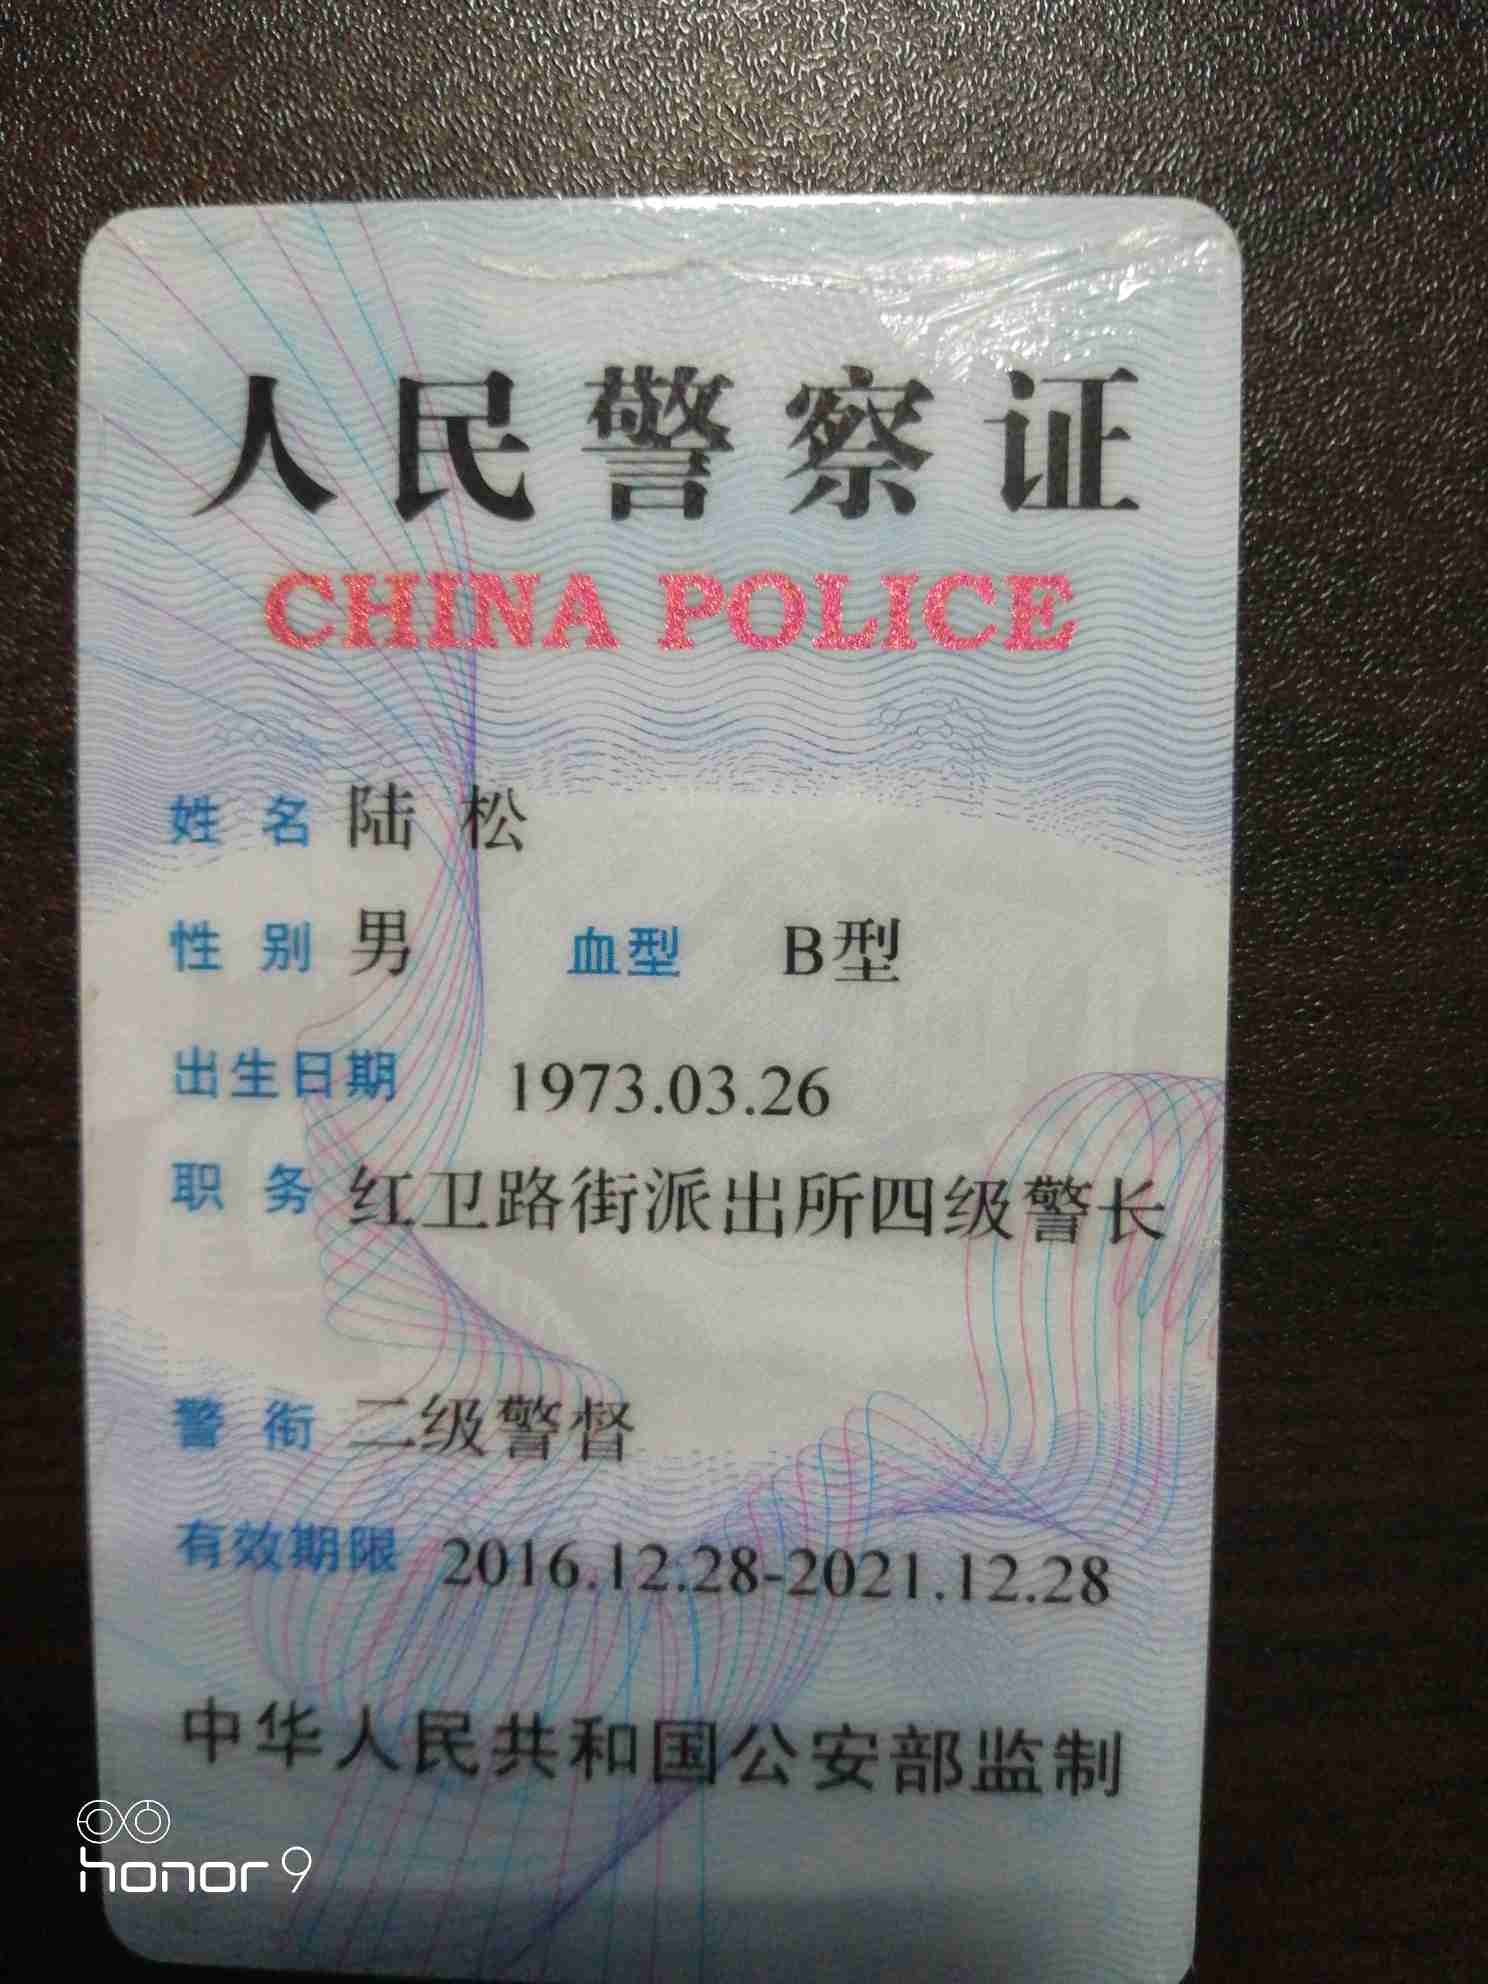 人民警察证
CHINA POLICE
姓名 陆松
性别 男 血型 B型
出生日期 1973.03.26
职务 红卫路街派出所四级警长
警衔 二级警督
有效期限 2016.12.28-2021.12.28
中华人民共和国公安部监制
honor 9